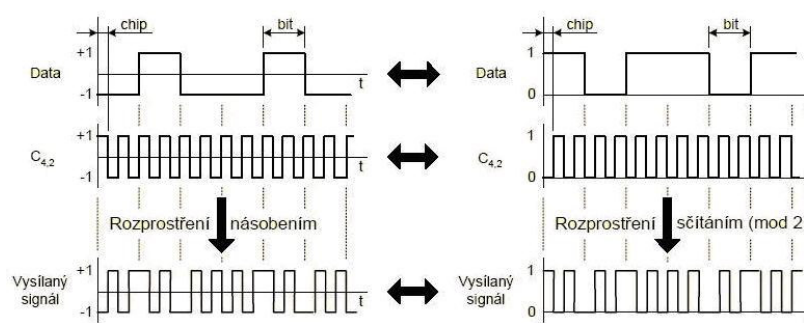 chip
bit
+1
Data
-1
t
+1
C4,2
-1
t
Rozprostření násobením
+1
Vysílaný
signál
-1
t
chip
bit
1
Data
0
1
C4,2
0
Rozprostření sčítáním (mod 2
1
Vysílaný
signál
0